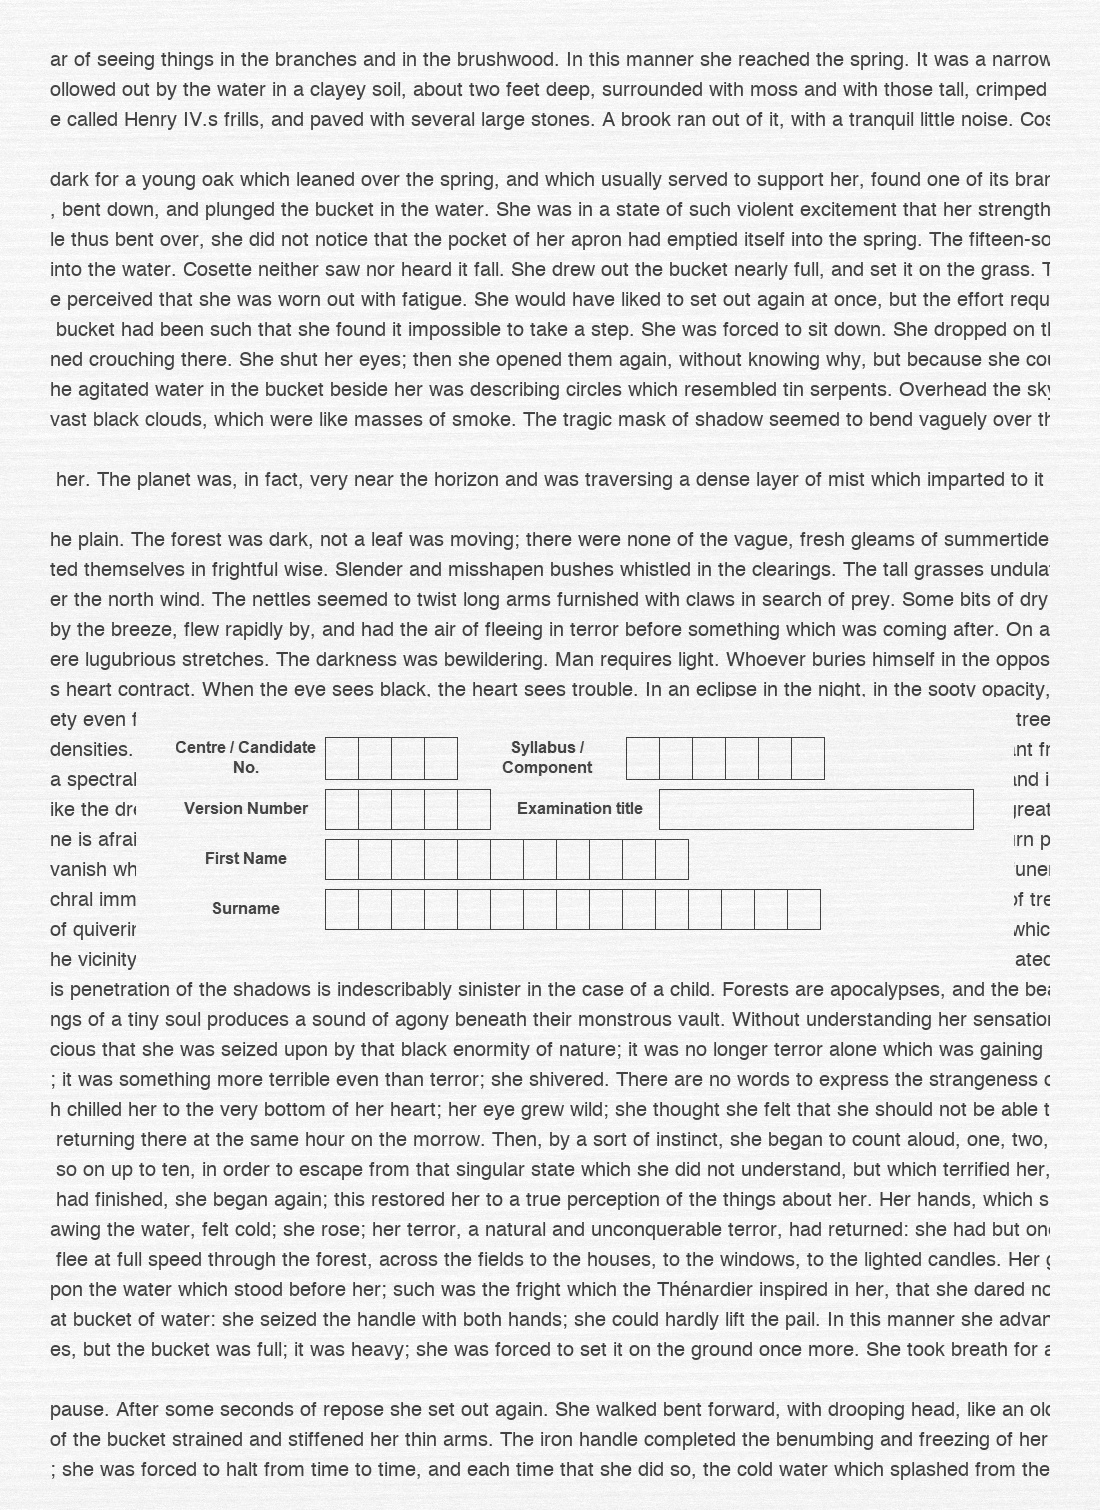 ar of seeing things in the branches and in the brushwood. In this manner she reached the spring. It was a narrow
ollowed out by the water in a clayey soil, about two feet deep, surrounded with moss and with those tall, crimped
e called Henry IV.s frills, and paved with several large stones. A brook ran out of it, with a tranquil little noise. Cos
dark for a young oak which leaned over the spring, and which usually served to support her, found one of its bran
, bent down, and plunged the bucket in the water. She was in a state of such violent excitement that her strength
le thus bent over, she did not notice that the pocket of her apron had emptied itself into the spring. The fifteen-so
into the water. Cosette neither saw nor heard it fall. She drew out the bucket nearly full, and set it on the grass. T
e perceived that she was worn out with fatigue. She would have liked to set out again at once, but the effort requ
bucket had been such that she found it impossible to take a step. She was forced to sit down. She dropped on t
ned crouching there. She shut her eyes; then she opened them again, without knowing why, but because she cou
he agitated water in the bucket beside her was describing circles which resembled tin serpents. Overhead the sky
vast black clouds, which were like masses of smoke. The tragic mask of shadow seemed to bend vaguely over th
her. The planet was, in fact, very near the horizon and was traversing a dense layer of mist which imparted to it
he plain. The forest was dark, not a leaf was moving; there were none of the vague, fresh gleams of summertide
ted themselves in frightful wise. Slender and misshapen bushes whistled in the clearings. The tall grasses undula
er the north wind. The nettles seemed to twist long arms furnished with claws in search of prey. Some bits of dry
by the breeze, flew rapidly by, and had the air of fleeing in terror before something which was coming after. On a
ere lugubrious stretches. The darkness was bewildering. Man requires light. Whoever buries himself in the oppos
s heart contract. When the eye sees black, the heart sees trouble. In an eclipse in the night, in the sooty opacity,
ety even f tree
densities. nt fr
a spectral and i
ike the dre great
ne is afrai rn p
vanish wh une
chral imm of tre
of quiverin whic
he vicinity ated
Centre / Candidate No. Syllabus / Component
Version Number Examination title
First Name
Surname
is penetration of the shadows is indescribably sinister in the case of a child. Forests are apocalypses, and the bea
ngs of a tiny soul produces a sound of agony beneath their monstrous vault. Without understanding her sensation
cious that she was seized upon by that black enormity of nature; it was no longer terror alone which was gaining
; it was something more terrible even than terror; she shivered. There are no words to express the strangeness o
h chilled her to the very bottom of her heart; her eye grew wild; she thought she felt that she should not be able t
returning there at the same hour on the morrow. Then, by a sort of instinct, she began to count aloud, one, two,
so on up to ten, in order to escape from that singular state which she did not understand, but which terrified her,
had finished, she began again; this restored her to a true perception of the things about her. Her hands, which s
awing the water, felt cold; she rose; her terror, a natural and unconquerable terror, had returned: she had but one
flee at full speed through the forest, across the fields to the houses, to the windows, to the lighted candles. Her g
pon the water which stood before her; such was the fright which the Thénardier inspired in her, that she dared no
at bucket of water: she seized the handle with both hands; she could hardly lift the pail. In this manner she advan
es, but the bucket was full; it was heavy; she was forced to set it on the ground once more. She took breath for a
pause. After some seconds of repose she set out again. She walked bent forward, with drooping head, like an old
of the bucket strained and stiffened her thin arms. The iron handle completed the benumbing and freezing of her
; she was forced to halt from time to time, and each time that she did so, the cold water which splashed from the